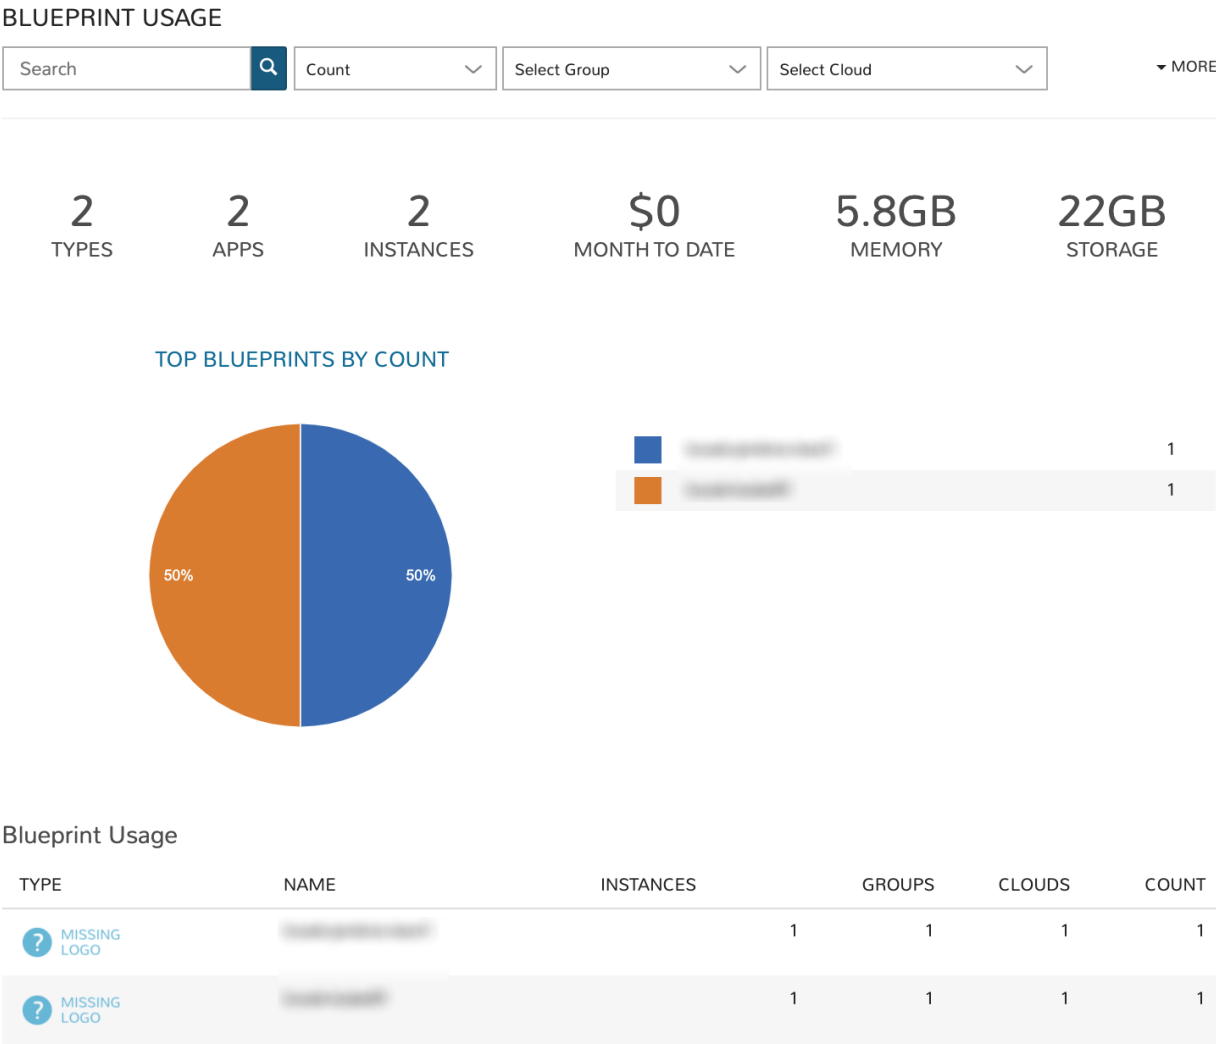 BLUEPRINT USAGE
Search Count Select Group Select Cloud MORE
2 2 2 $0 5.8GB 22GB
TYPES APPS INSTANCES MONTH TO DATE MEMORY STORAGE
TOP BLUEPRINTS BY COUNT
1
1
50% 50%
Blueprint Usage
TYPE NAME INSTANCES GROUPS CLOUDS COUNT
? MISSING LOGO 1 1 1 1
? MISSING LOGO 1 1 1 1